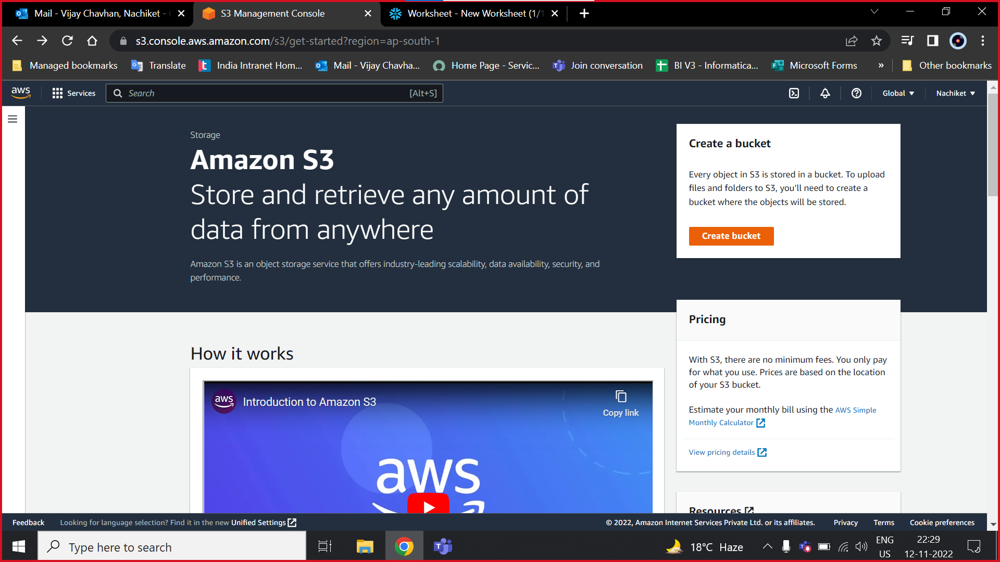 Mail - Vijay Chavhan, Nachiket -
S3 Management Console
Worksheet - New Worksheet (1/1
s3.console.aws.amazon.com/s3/get-started?region=ap-south-1
Managed bookmarks
Translate
India Intranet Hom...
Mail - Vijay Chavha...
Home Page - Servic...
Join conversation
BI V3 - Informatica...
Microsoft Forms
»
Other bookmarks
aws
Services
Search
[Alt+S]
Global
Nachiket
Storage
Amazon S3
Store and retrieve any amount of
data from anywhere
Amazon S3 is an object storage service that offers industry-leading scalability, data availability, security, and
performance.
Create a bucket
Every object in S3 is stored in a bucket. To upload
files and folders to S3, you’ll need to create a
bucket where the objects will be stored.
Create bucket
Pricing
With S3, there are no minimum fees. You only pay
for what you use. Prices are based on the location
of your S3 bucket.
Estimate your monthly bill using the AWS Simple
Monthly Calculator
View pricing details
Resources
How it works
aws
Introduction to Amazon S3
Copy link
aws
Feedback
Looking for language selection? Find it in the new Unified Settings
© 2022, Amazon Internet Services Private Ltd. or its affiliates.
Privacy
Terms
Cookie preferences
Type here to search
18°C Haze
ENG
US
22:29
12-11-2022